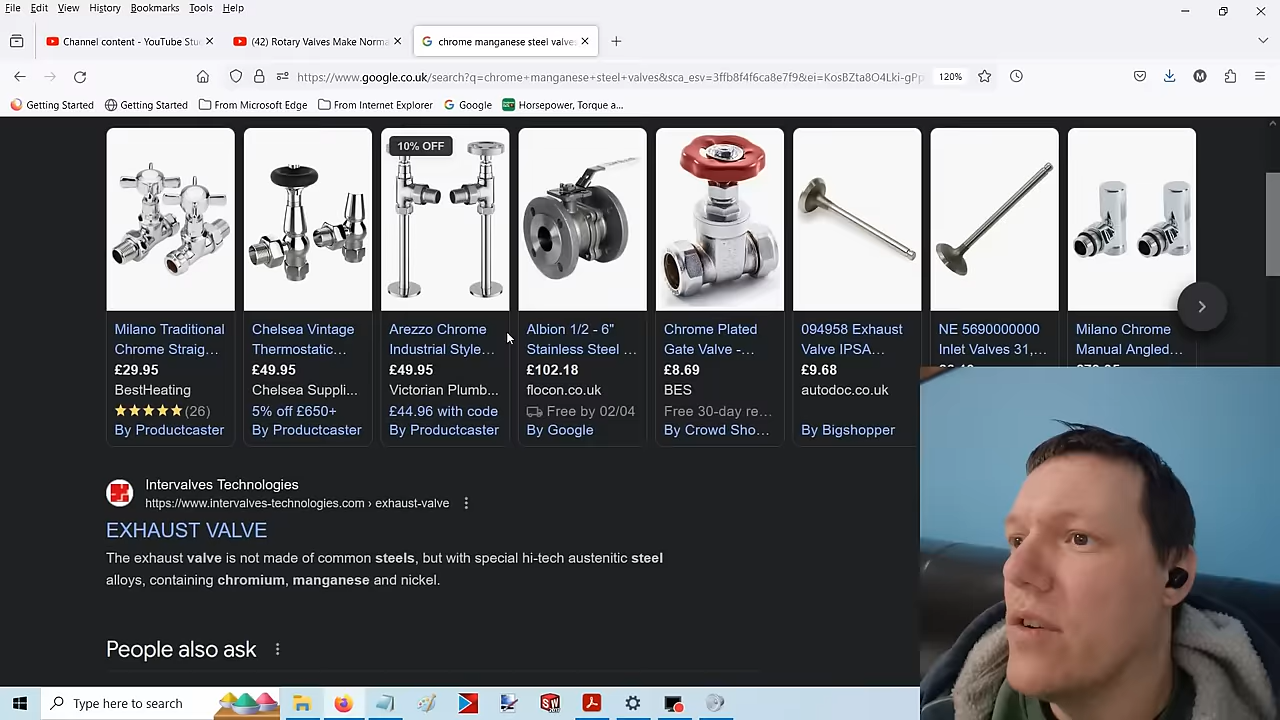 File Edit View History Bookmarks Tools Help
Channel content - YouTube Stu
(42) Rotary Valves Make Norma
chrome manganese steel valves
https://www.google.co.uk/search?q=chrome+manganese+steel+valves&sca_esv=3ffb8f4f6ca8e7f9&ei=KosBZta8O4Lki-gPp
120%
M
Getting Started
Getting Started
From Microsoft Edge
From Internet Explorer
Google
Horsepower, Torque a...
10% OFF
Milano Traditional
Chrome Straig...
£29.95
BestHeating
(26)
By Productcaster
Chelsea Vintage
Thermostatic...
£49.95
Chelsea Suppli...
5% off £650+
By Productcaster
Arezzo Chrome
Industrial Style...
£49.95
Victorian Plumb...
£44.96 with code
By Productcaster
Albion 1/2 - 6"
Stainless Steel ...
£102.18
flocon.co.uk
Free by 02/04
By Google
Chrome Plated
Gate Valve -...
£8.69
BES
Free 30-day re...
By Crowd Sho...
094958 Exhaust
Valve IPSA...
£9.68
autodoc.co.uk
By Bigshopper
NE 5690000000
Inlet Valves 31,...
Milano Chrome
Manual Angled...
Intervalves Technologies
https://www.intervalves-technologies.com › exhaust-valve
EXHAUST VALVE
The exhaust valve is not made of common steels, but with special hi-tech austenitic steel
alloys, containing chromium, manganese and nickel.
People also ask
Type here to search